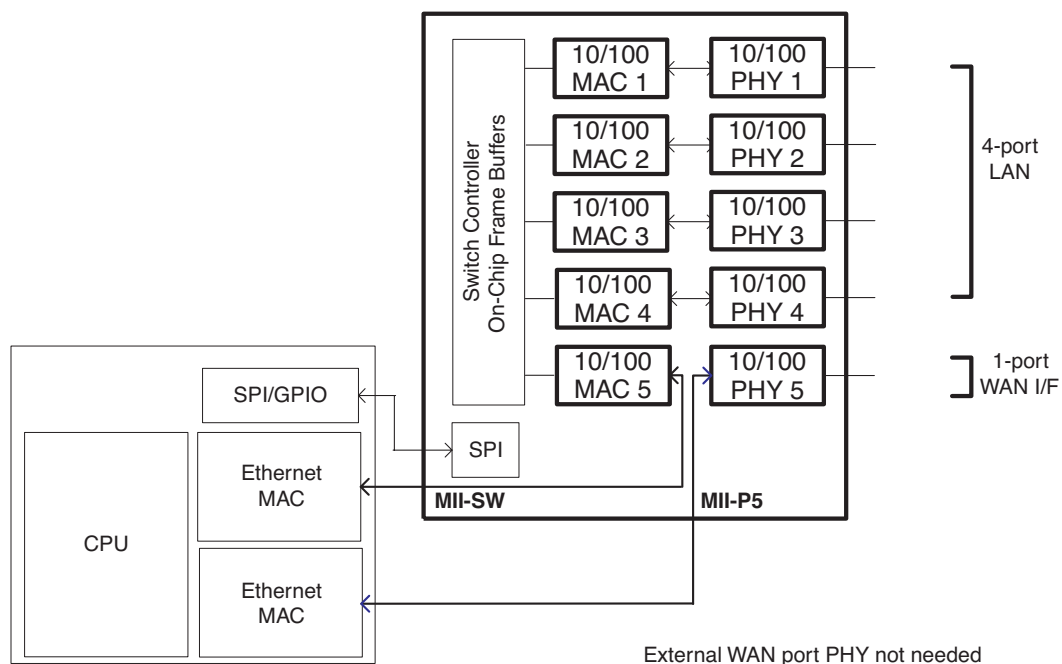 10/100
MAC 1
10/100
PHY 1
10/100
MAC 2
10/100
PHY 2
10/100
MAC 3
10/100
PHY 3
10/100
MAC 4
10/100
PHY 4
10/100
MAC 5
10/100
PHY 5
Switch Controller
On-Chip Frame Buffers
4-port
LAN
1-port
WAN I/F
SPI/GPIO
SPI
Ethernet
MAC
MII-SW
MII-P5
CPU
Ethernet
MAC
External WAN port PHY not needed